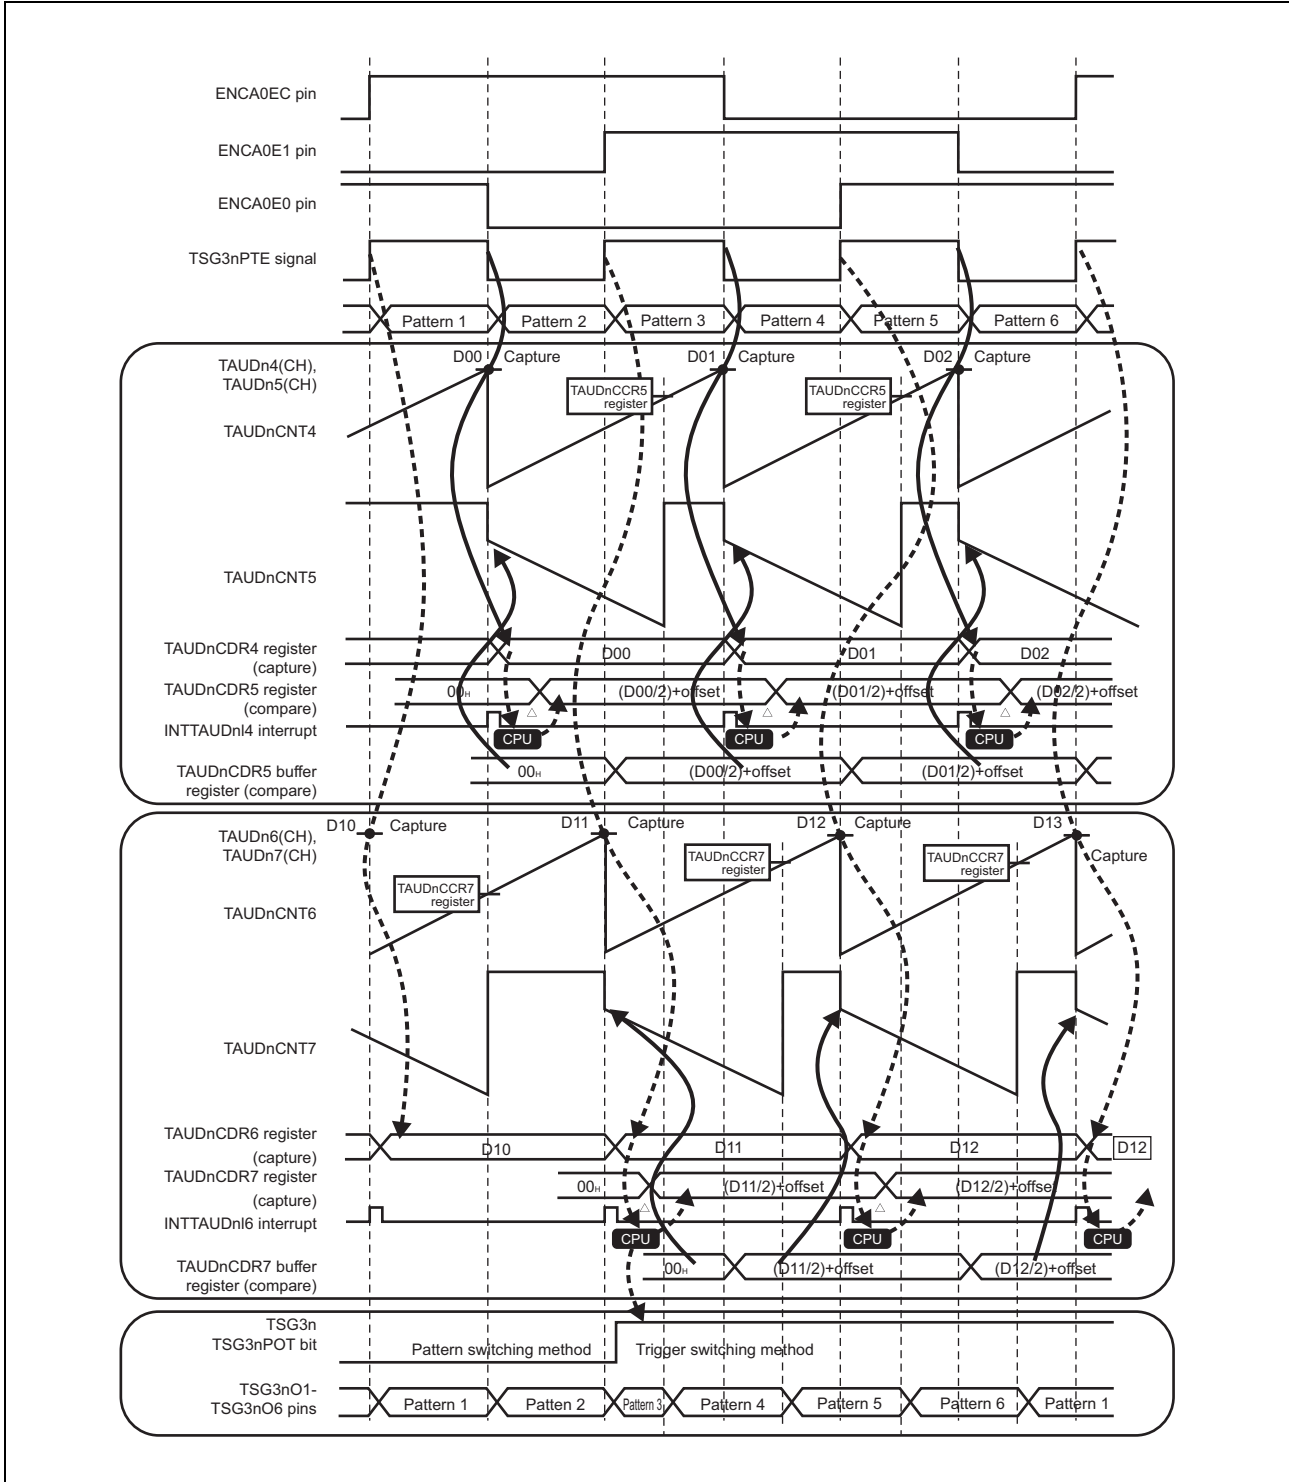 ENCA0EC pin
ENCA0E1 pin
ENCA0E0 pin
TSG3nPTE signal
Pattern 1 Pattern 2 Pattern 3 Pattern 4 Pattern 5 Pattern 6
TAUDn4(CH),
TAUDn5(CH)
D00 Capture D01 Capture D02 Capture
TAUDnCCR5
register
TAUDnCCR5
register
TAUDnCNT4
TAUDnCNT5
TAUDnCDR4 register
(capture)
D00 D01 D02
TAUDnCDR5 register
(compare)
00H (D00/2)+offset (D01/2)+offset (D02/2)+offset
INTTAUDnI4 interrupt
CPU CPU CPU
TAUDnCDR5 buffer
register (compare)
00H (D00/2)+offset (D01/2)+offset
TAUDn6(CH),
TAUDn7(CH)
D10 Capture D11 Capture D12 Capture D13
Capture
TAUDnCCR7
register
TAUDnCCR7
register
TAUDnCCR7
register
TAUDnCNT6
TAUDnCNT7
TAUDnCDR6 register
(capture)
D10 D11 D12 D12
TAUDnCDR7 register
(capture)
00H (D11/2)+offset (D12/2)+offset
INTTAUDnI6 interrupt
CPU CPU CPU
TAUDnCDR7 buffer
register (compare)
00H (D11/2)+offset (D12/2)+offset
TSG3n
TSG3nPOT bit
Pattern switching method Trigger switching method
TSG3nO1-
TSG3nO6 pins
Pattern 1 Patten 2 Pattern 3 Pattern 4 Pattern 5 Pattern 6 Pattern 1